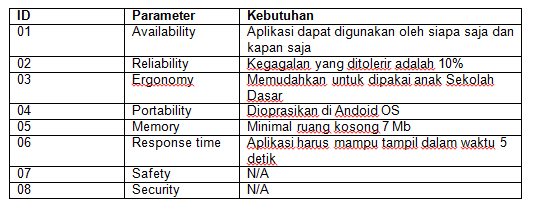 ID Parameter Kebutuhan
01 Availability Aplikasi dapat digunakan oleh siapa saja dan
kapan saja
02 Reliability Kegagalan yang ditolerir adalah 10%
03 Ergonomy Memudahkan untuk dipakai anak Sekolah
Dasar
04 Portability Dioprasikan di Andoid OS
05 Memory Minimal ruang kosong 7 Mb
06 Response time Aplikasi harus mampu tampil dalam waktu 5
detik
07 Safety N/A
08 Security N/A